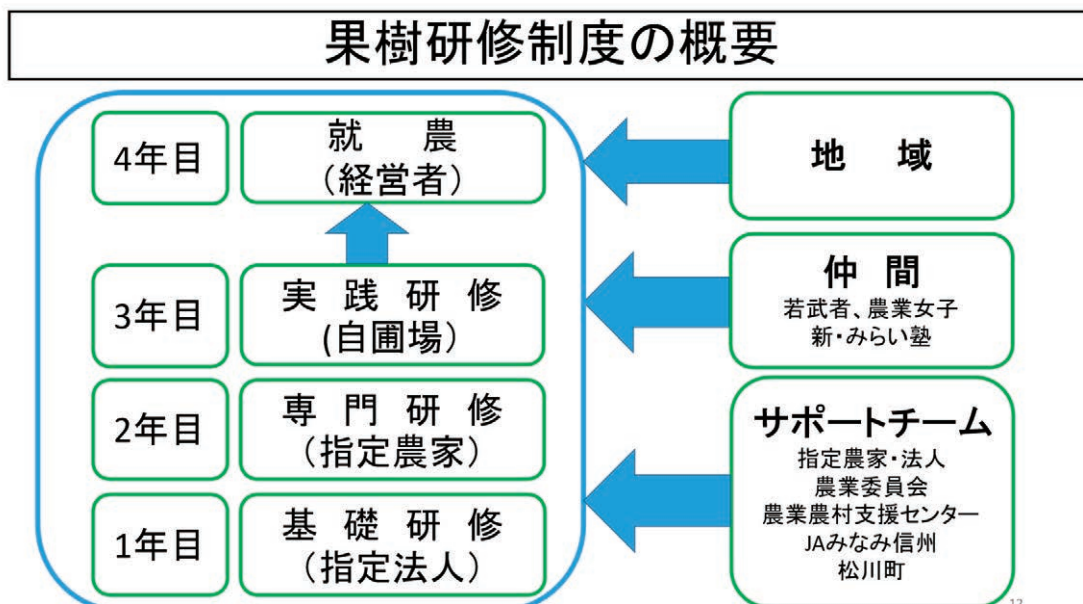 果樹研修制度の概要
4年目
就　農
（経営者）
地　域
3年目
実 践 研 修
(自圃場）
仲 間
若武者、農業女子
新・みらい塾
2年目
専 門 研 修
（指定農家）
サポートチーム
指定農家・法人
農業委員会
農業農村支援センター
JAみなみ信州
松川町
1年目
基 礎 研 修
（指定法人）